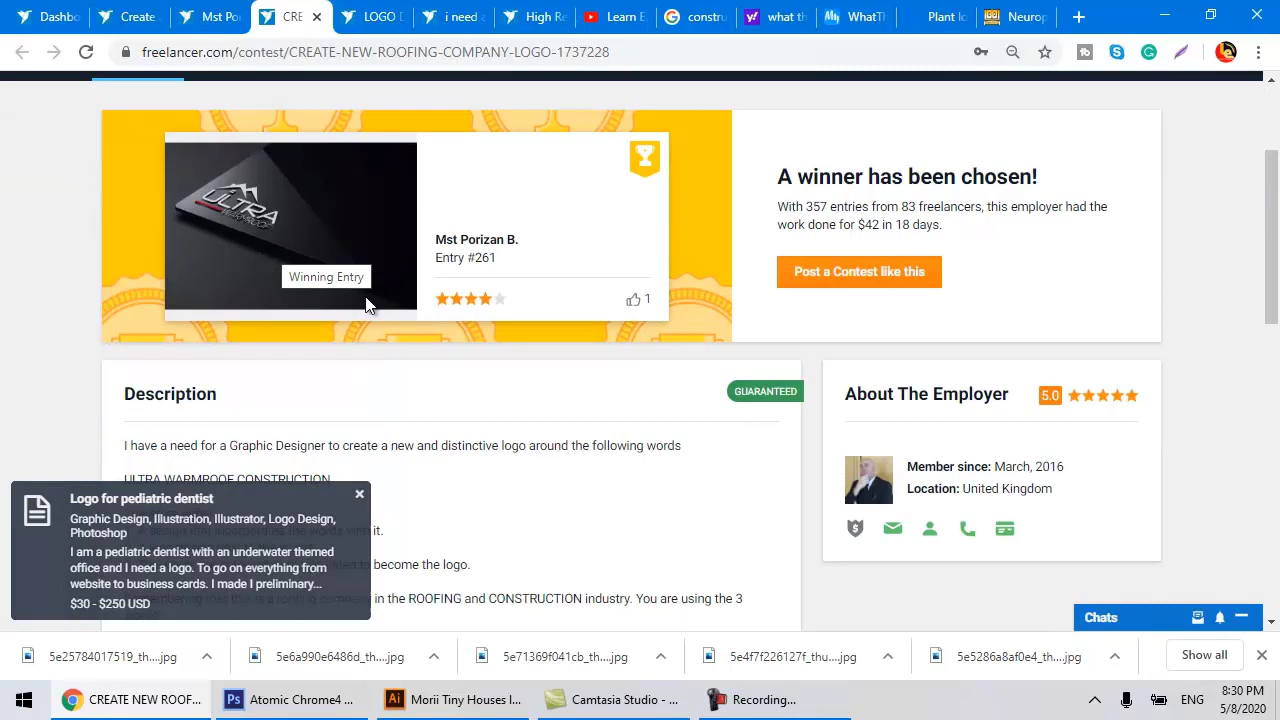 Dashbo
Create
Mst Por
CRE
LOGO D
i need a
High Re
Learn E
constru
what th
WhatTh
Plant Io
Neurop
freelancer.com/contest/CREATE-NEW-ROOFING-COMPANY-LOGO-1737228
ULTRA
WARMROOF
Winning Entry
Mst Porizan B.
Entry #261
1
A winner has been chosen!
With 357 entries from 83 freelancers, this employer had the
work done for $42 in 18 days.
Post a Contest like this
Description
GUARANTEED
I have a need for a Graphic Designer to create a new and distinctive logo around the following words
ULTRA WARMROOF CONSTRUCTION
it.
to become the logo.
in the ROOFING and CONSTRUCTION industry. You are using the 3
About The Employer
5.0
Member since: March, 2016
Location: United Kingdom
Logo for pediatric dentist
Graphic Design, Illustration, Illustrator, Logo Design,
Photoshop
I am a pediatric dentist with an underwater themed
office and I need a logo. To go on everything from
website to business cards. I made I preliminary...
$30 - $250 USD
Chats
5e25784017519_th....jpg
5e6a990e6486d_th....jpg
5e71369f041cb_th....jpg
5e4f7f226127f_thu....jpg
5e5286a8af0e4_th....jpg
Show all
CREATE NEW ROOF...
Atomic Chrome4 ...
Morii Tiny Houses I...
Camtasia Studio - ...
Recording...
ENG
8:30 PM
5/8/2020